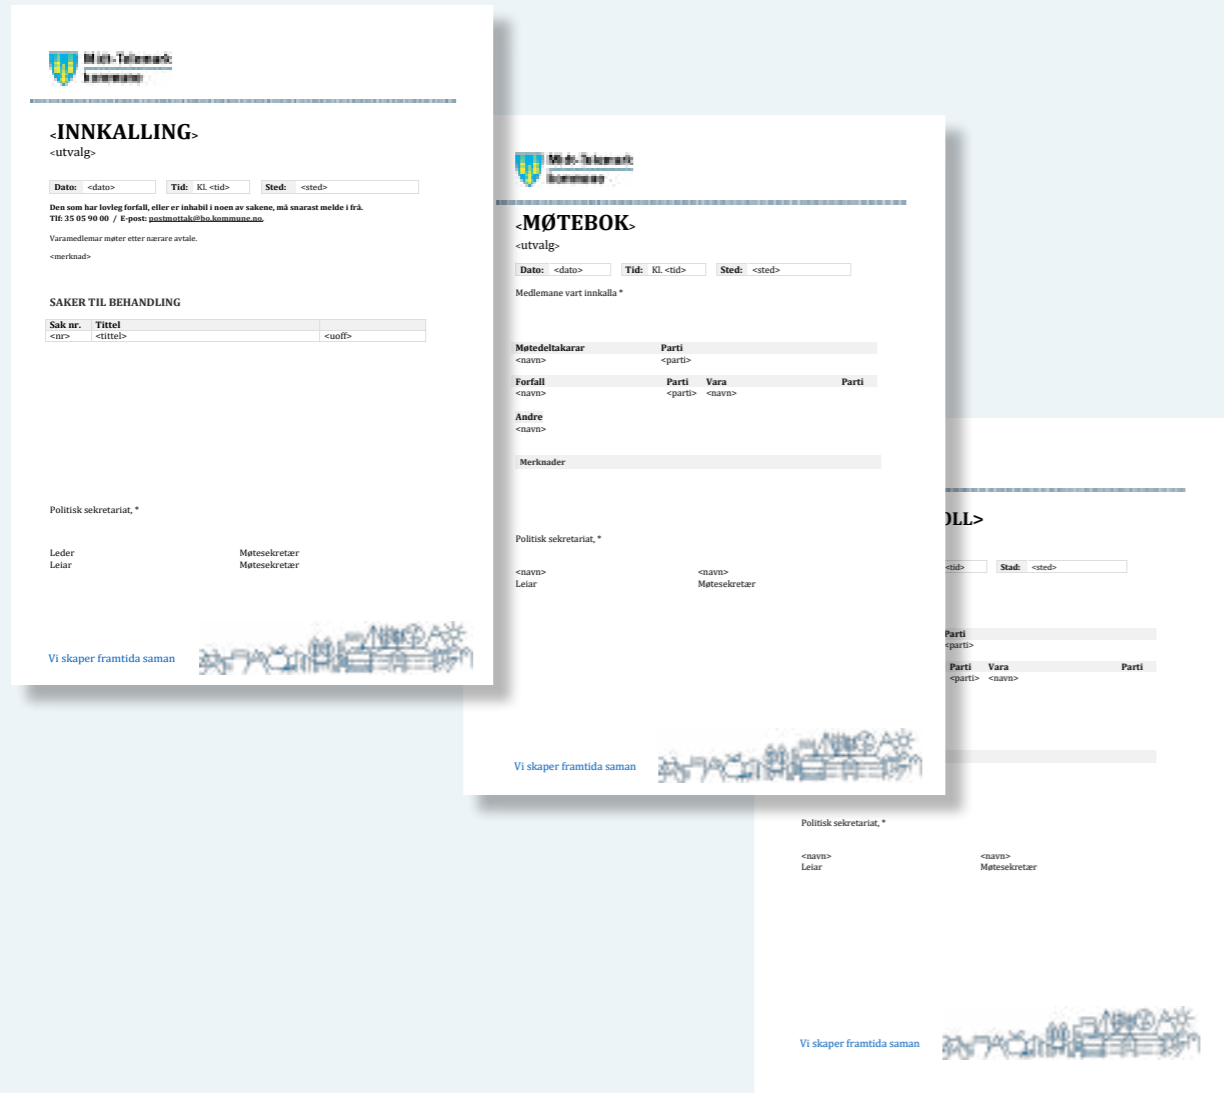 Midt-Telemark
kommune
<INNKALLING>
<utvalg>
Dato: <dato> Tid: Kl. <tid> Sted: <sted>
Den som har lovleg forfall, eller er inhabil i noen av sakene, må snarast melde i frå.
Tlf: 35 05 90 00 / E-post: postmottak@bo.kommune.no.
Varamedlemar møter etter nærare avtale.
<merknad>
SAKER TIL BEHANDLING
Sak nr. Tittel
<nr> <tittel> <uoff>
Politisk sekretariat, *
Leder Møtesekretær
Leiar Møtesekretær
Vi skaper framtida saman
Midt-Telemark
kommune
<MØTEBOK>
<utvalg>
Dato: <dato> Tid: Kl. <tid> Sted: <sted>
Medlemane vart innkalla *
Møtedeltakarar Parti
<navn> <parti>
Forfall Parti Vara Parti
<navn> <parti> <navn>
Andre
<navn>
Merknader
Politisk sekretariat, *
<navn> <navn>
Leiar Møtesekretær
Vi skaper framtida saman
OLL>
<tid> Stad: <sted>
Parti
<parti>
Parti Vara Parti
<parti> <navn>
Politisk sekretariat, *
<navn> <navn>
Leiar Møtesekretær
Vi skaper framtida saman